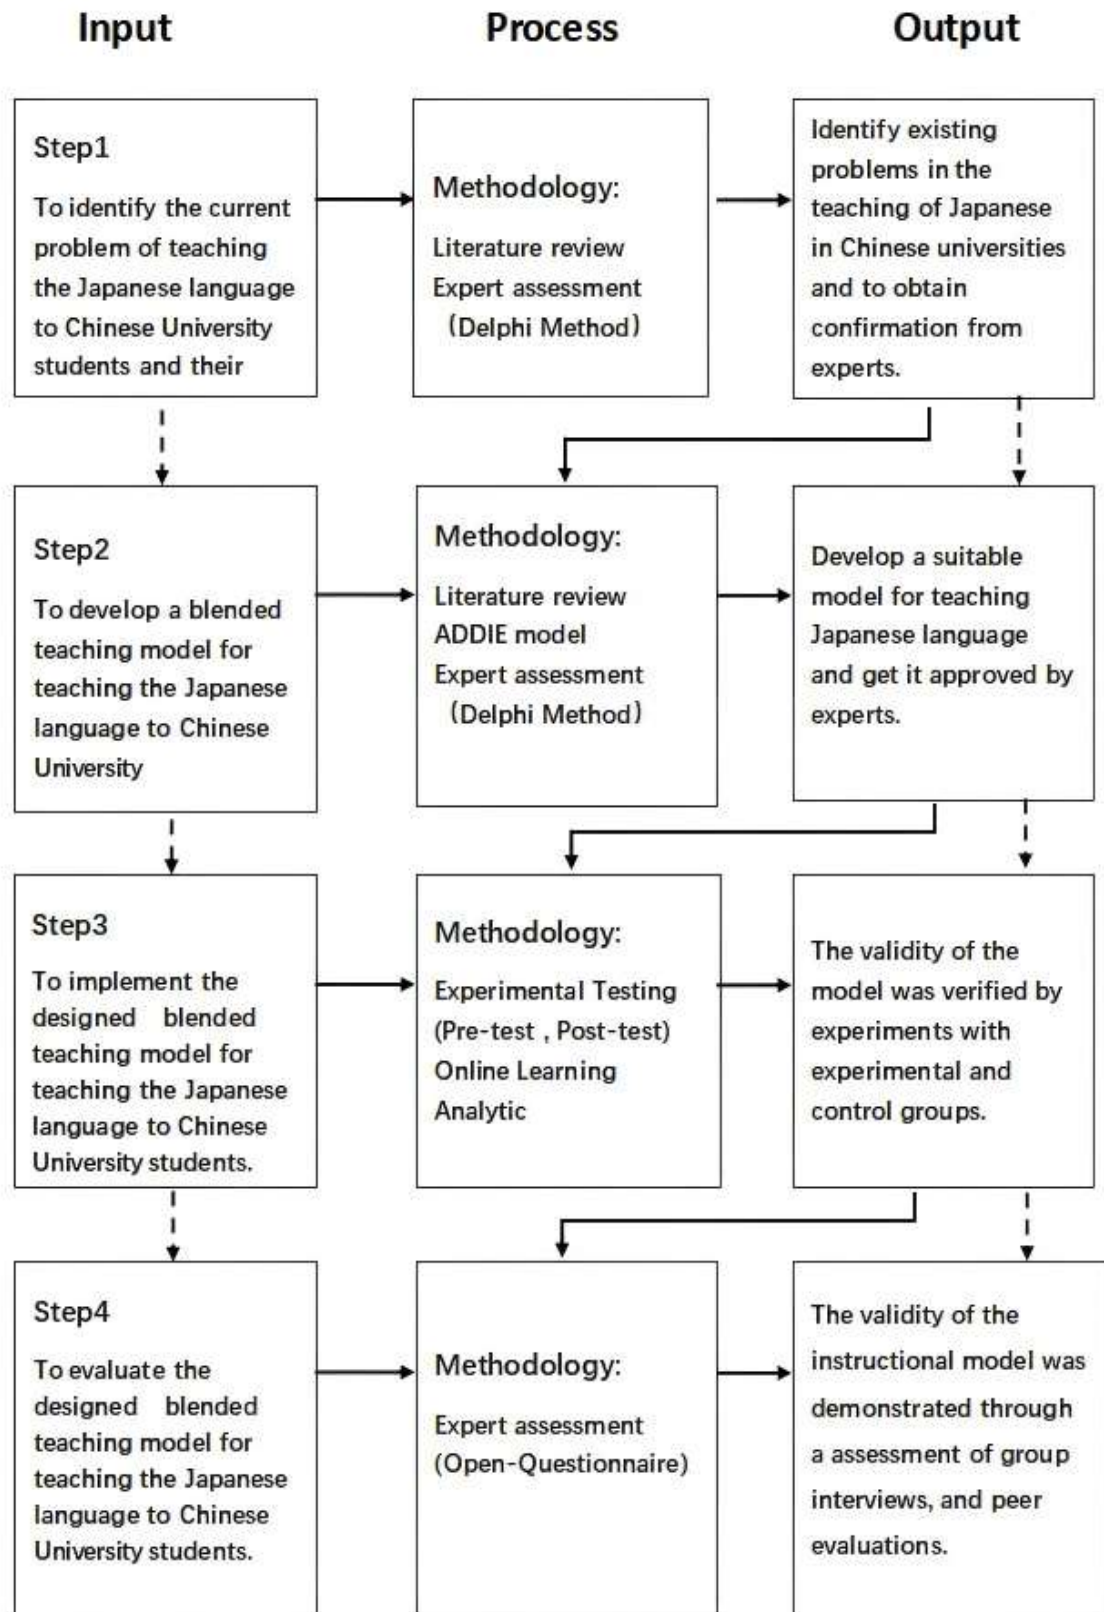 Input
Process
Output
Step1
To identify the current
problem of teaching
the Japanese language
to Chinese University
students and their
Methodology:
Literature review
Expert assessment
(Delphi Method)
Identify existing
problems in the
teaching of Japanese
in Chinese universities
and to obtain
confirmation from
experts.
Step2
To develop a blended
teaching model for
teaching the Japanese
language to Chinese
University
Methodology:
Literature review
ADDIE model
Expert assessment
(Delphi Method)
Develop a suitable
model for teaching
Japanese language
and get it approved by
experts.
Step3
To implement the
designed blended
teaching model for
teaching the Japanese
language to Chinese
University students.
Methodology:
Experimental Testing
(Pre-test , Post-test)
Online Learning
Analytic
The validity of the
model was verified by
experiments with
experimental and
control groups.
Step4
To evaluate the
designed blended
teaching model for
teaching the Japanese
language to Chinese
University students.
Methodology:
Expert assessment
(Open-Questionnaire)
The validity of the
instructional model was
demonstrated through
a assessment of group
interviews, and peer
evaluations.